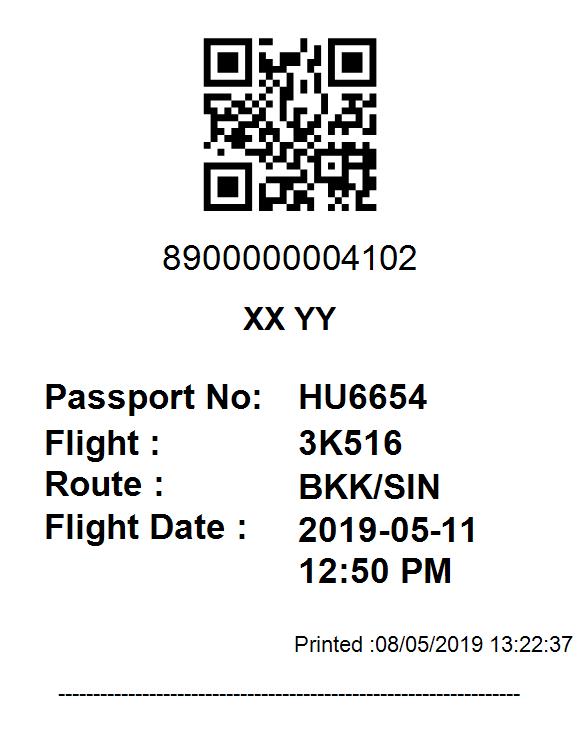 8900000004102
XX YY
Passport No: HU6654
Flight : 3K516
Route : BKK/SIN
Flight Date : 2019-05-11
12:50 PM
Printed :08/05/2019 13:22:37